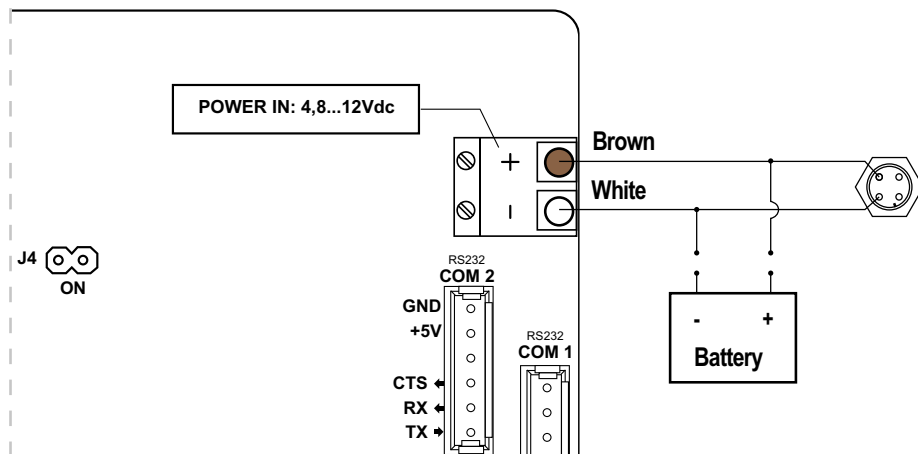 POWER IN: 4,8...12Vdc
Brown
+
White
-
J4
ON
RS232
COM 2
GND
+5V
CTS
RX
TX
RS232
COM 1
- +
Battery